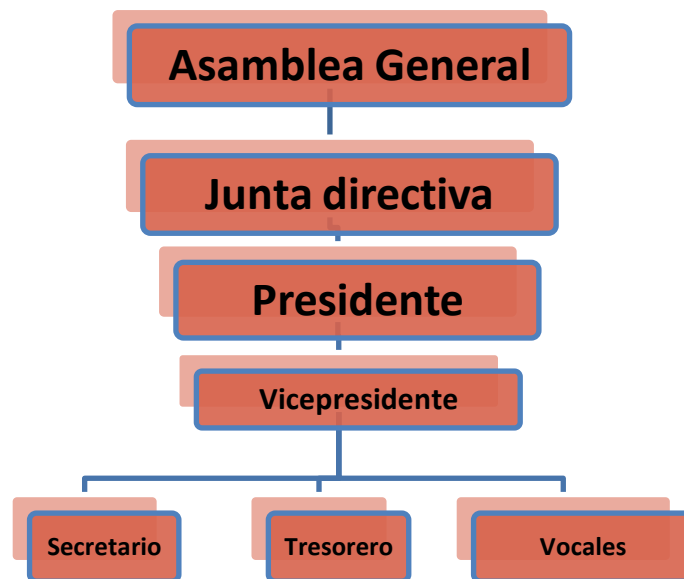 Asamblea General
Junta directiva
Presidente
Vicepresidente
Secretario
Tresorero
Vocales